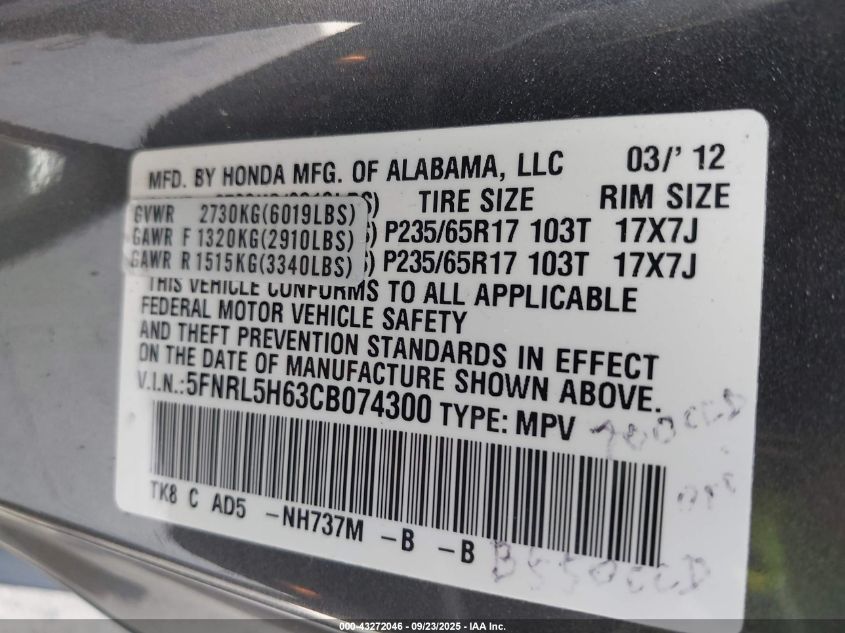 MFD. BY HONDA MFG. OF ALABAMA, LLC 03/' 12
TIRE SIZE RIM SIZE
GVWR 2730KG(6019LBS)
GAWR F 1320KG(2910LBS) P235/65R17 103T 17X7J
GAWR R 1515KG(3340LBS) P235/65R17 103T 17X7J
THIS VEHICLE CONFORMS TO ALL APPLICABLE
FEDERAL MOTOR VEHICLE SAFETY
AND THEFT PREVENTION STANDARDS IN EFFECT
ON THE DATE OF MANUFACTURE SHOWN ABOVE.
V.I.N.:5FNRL5H63CB074300 TYPE: MPV
TK8 C AD5 -NH737M -B -B
000-43272046 - 09/23/2025 - IAA Inc.